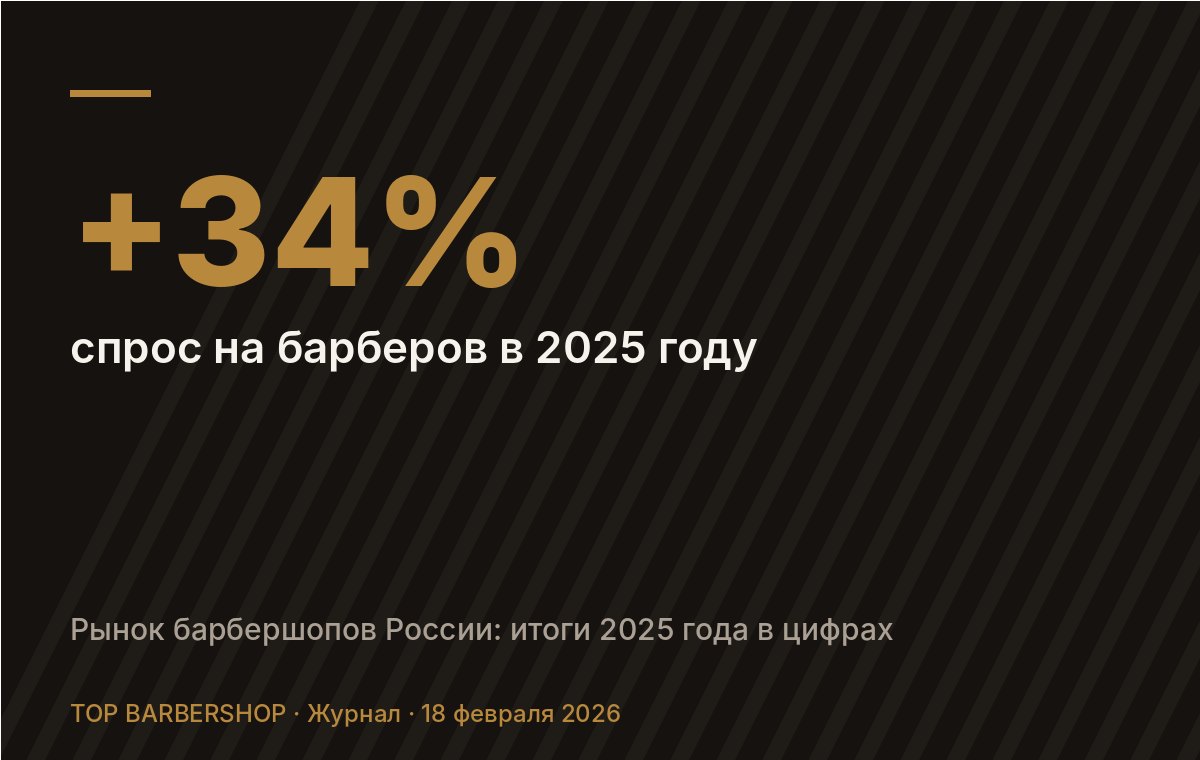 +34%
спрос на барберов в 2025 году
Рынок барбершопов России: итоги 2025 года в цифрах
TOP BARBERSHOP · Журнал · 18 февраля 2026